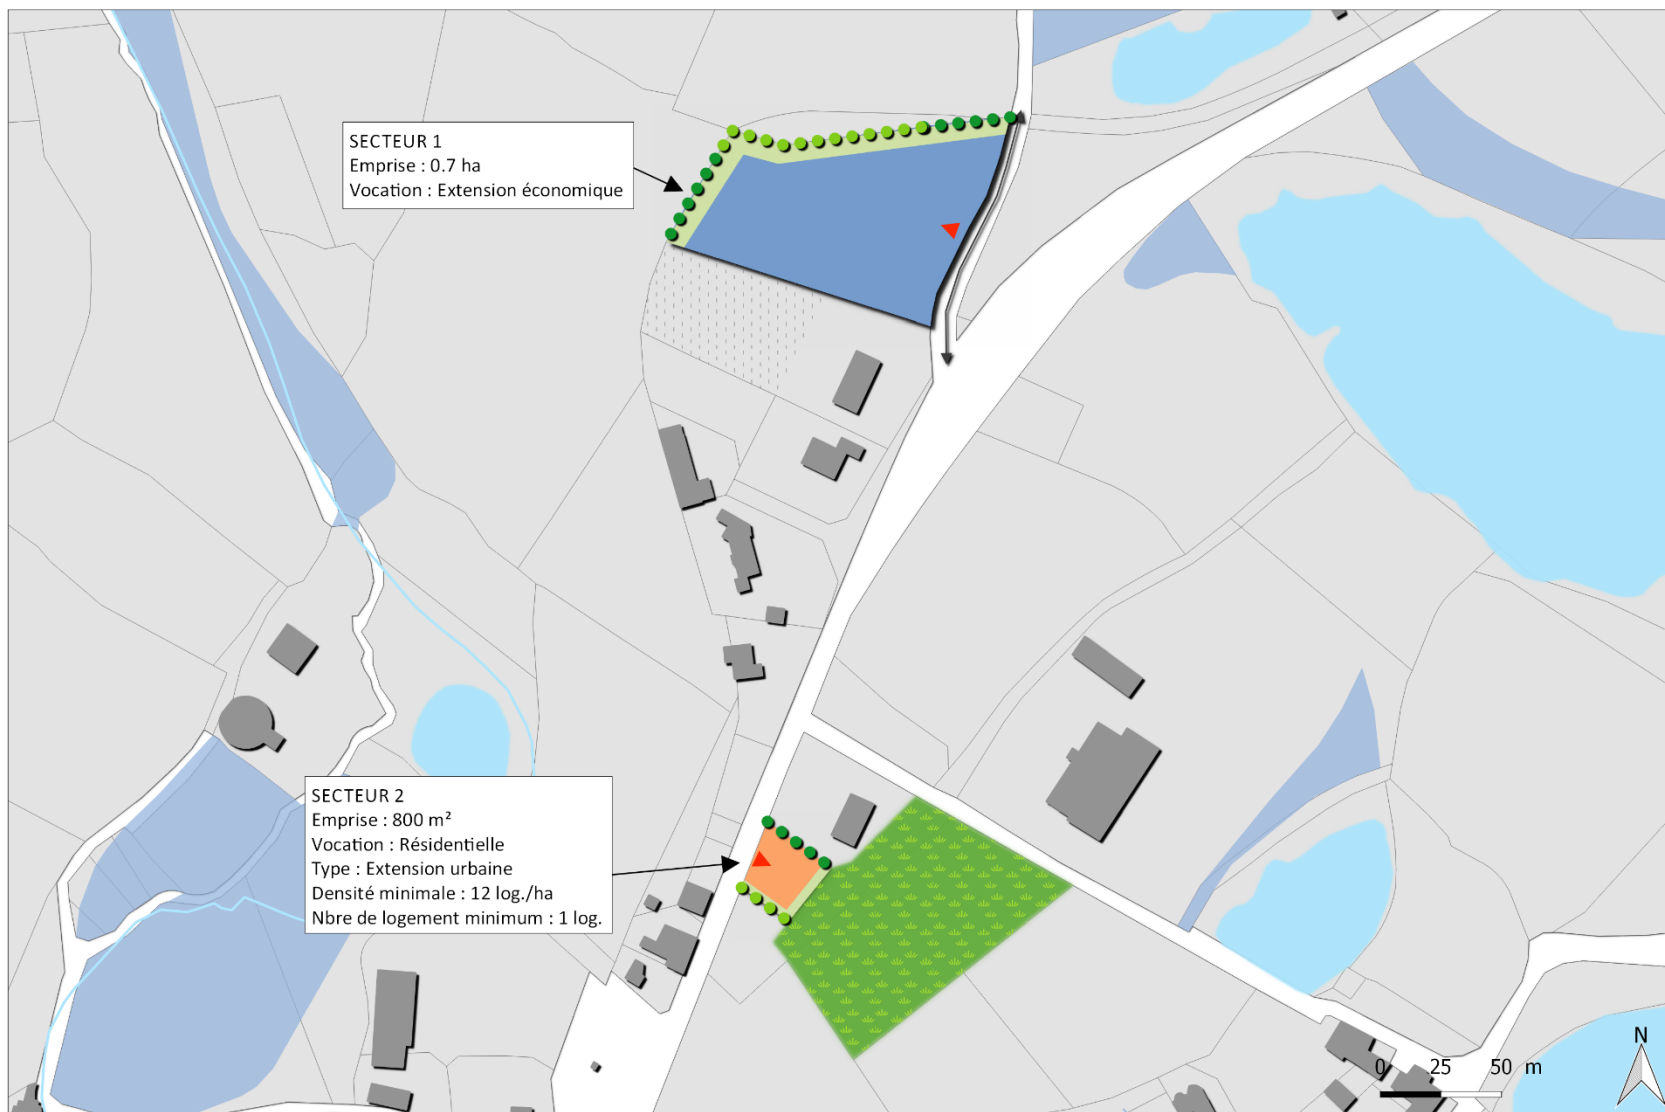 SECTEUR 1
Emprise : 0.7 ha
Vocation : Extension économique
SECTEUR 2
Emprise : 800 m²
Vocation : Résidentielle
Type : Extension urbaine
Densité minimale : 12 log./ha
Nbre de logement minimum : 1 log.
N
0 25 50 m